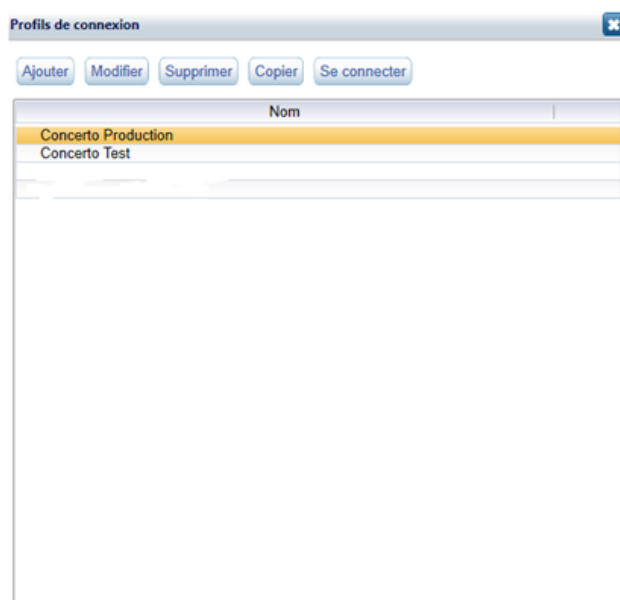 Profils de connexion
Ajouter Modifier Supprimer Copier Se connecter
Nom
Concerto Production
Concerto Test